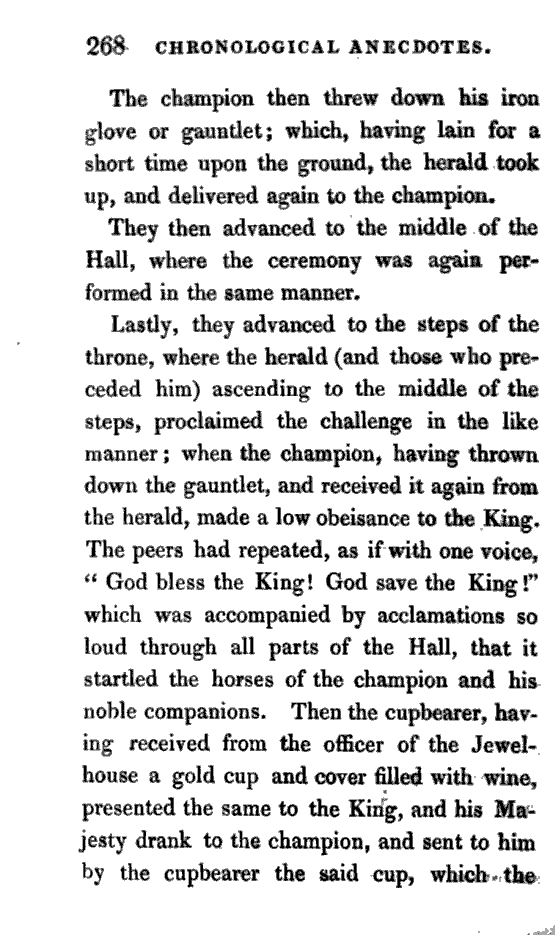 268 CHRONOLOGICAL ANECDOTES.
The champion then threw down his iron
glove or gauntlet; which, having lain for a
short time upon the ground, the herald took
up, and delivered again to the champion.
They then advanced to the middle of the
Hall, where the ceremony was again per-
formed in the same manner.
Lastly, they advanced to the steps of the
throne, where the herald (and those who pre-
ceded him) ascending to the middle of the
steps, proclaimed the challenge in the like
manner; when the champion, having thrown
down the gauntlet, and received it again from
the herald, made a low obeisance to the King.
The peers had repeated, as if with one voice,
“ God bless the King! God save the King!”
which was accompanied by acclamations so
loud through all parts of the Hall, that it
startled the horses of the champion and his
noble companions. Then the cupbearer, hav-
ing received from the officer of the Jewel-
house a gold cup and cover filled with wine,
presented the same to the King, and his Ma-
jesty drank to the champion, and sent to him
by the cupbearer the said cup, which the